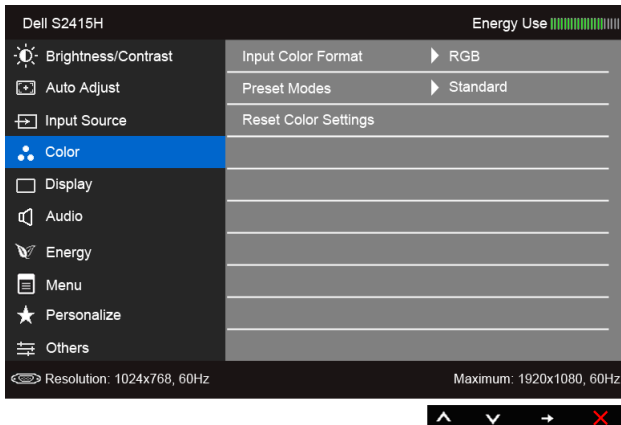 Dell S2415H Energy Use
Brightness/Contrast Input Color Format RGB
Auto Adjust Preset Modes Standard
Input Source Reset Color Settings
Color
Display
Audio
Energy
Menu
Personalize
Others
Resolution: 1024x768, 60Hz Maximum: 1920x1080, 60Hz